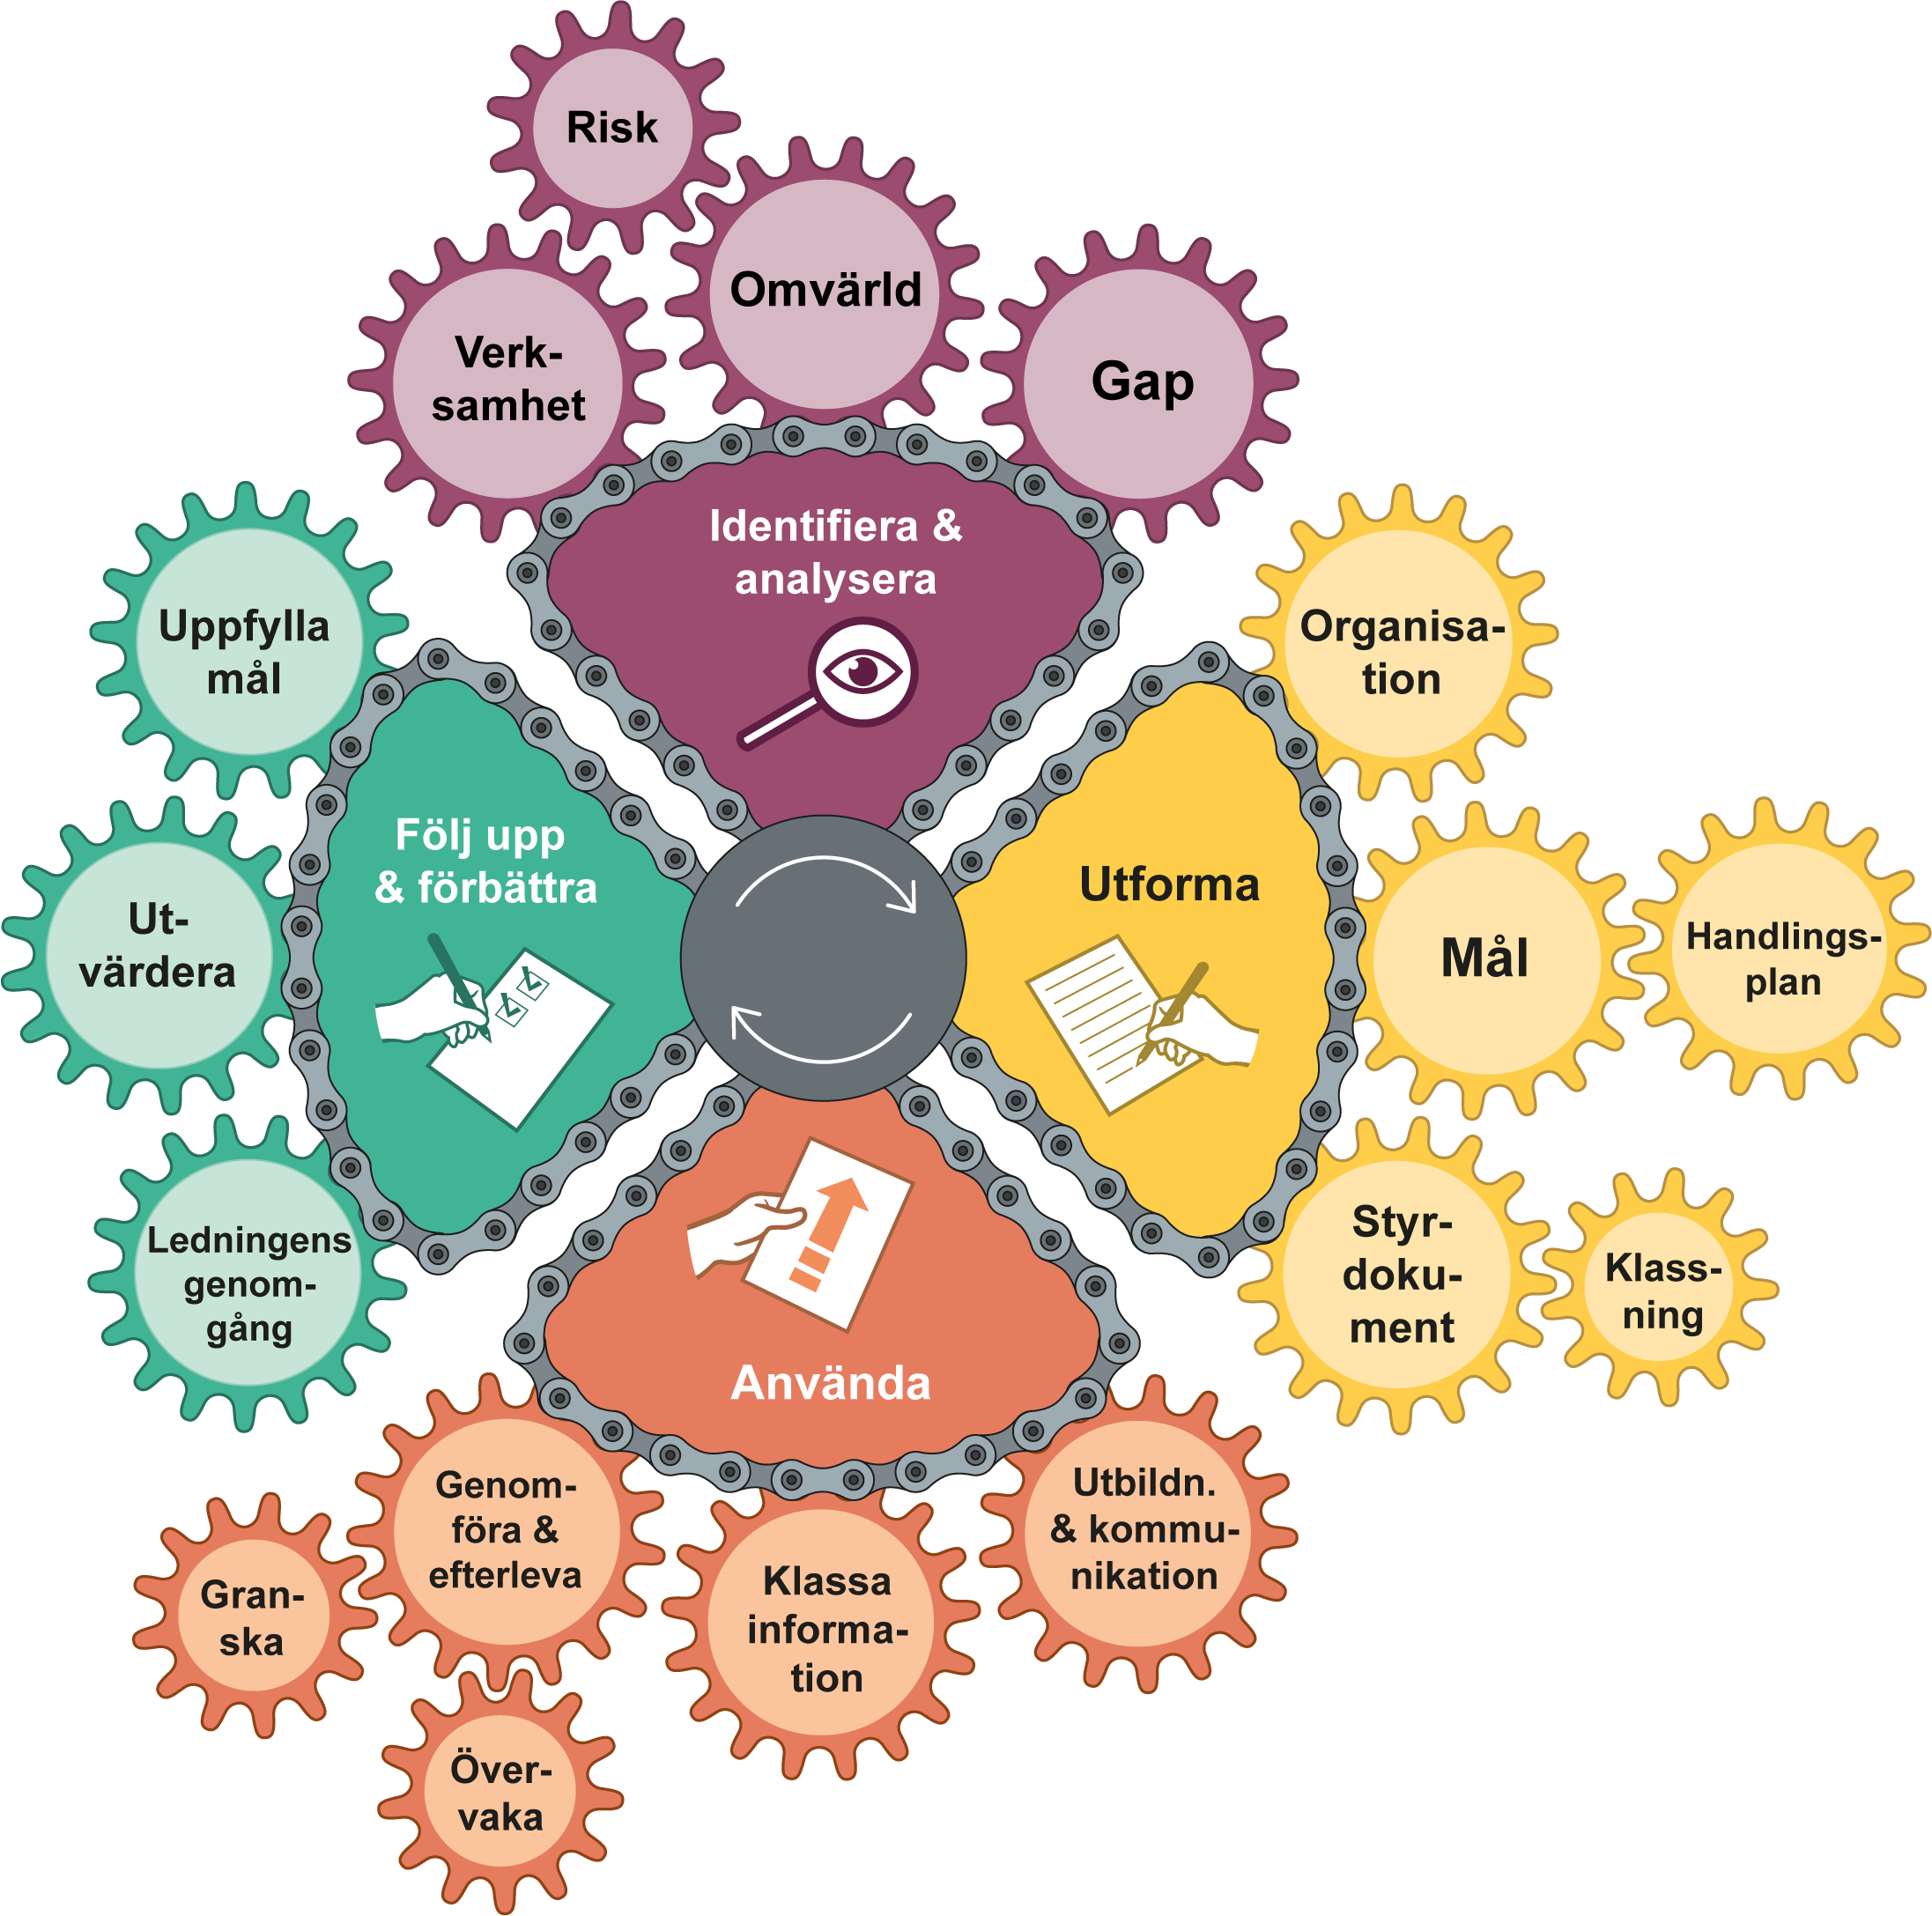 Risk
Omvärld
Verk-
samhet
Gap
Identifiera &
analysera
Uppfylla
mål
Organisa-
tion
Följ upp
& förbättra
Utforma
Ut-
värdera
Mål
Handlings-
plan
Ledningens
genom-
gång
Styr-
doku-
ment
Klass-
ning
Använda
Genom-
föra &
efterleva
Utbildn.
& kommu-
nikation
Klassa
informa-
tion
Gran-
ska
Över-
vaka